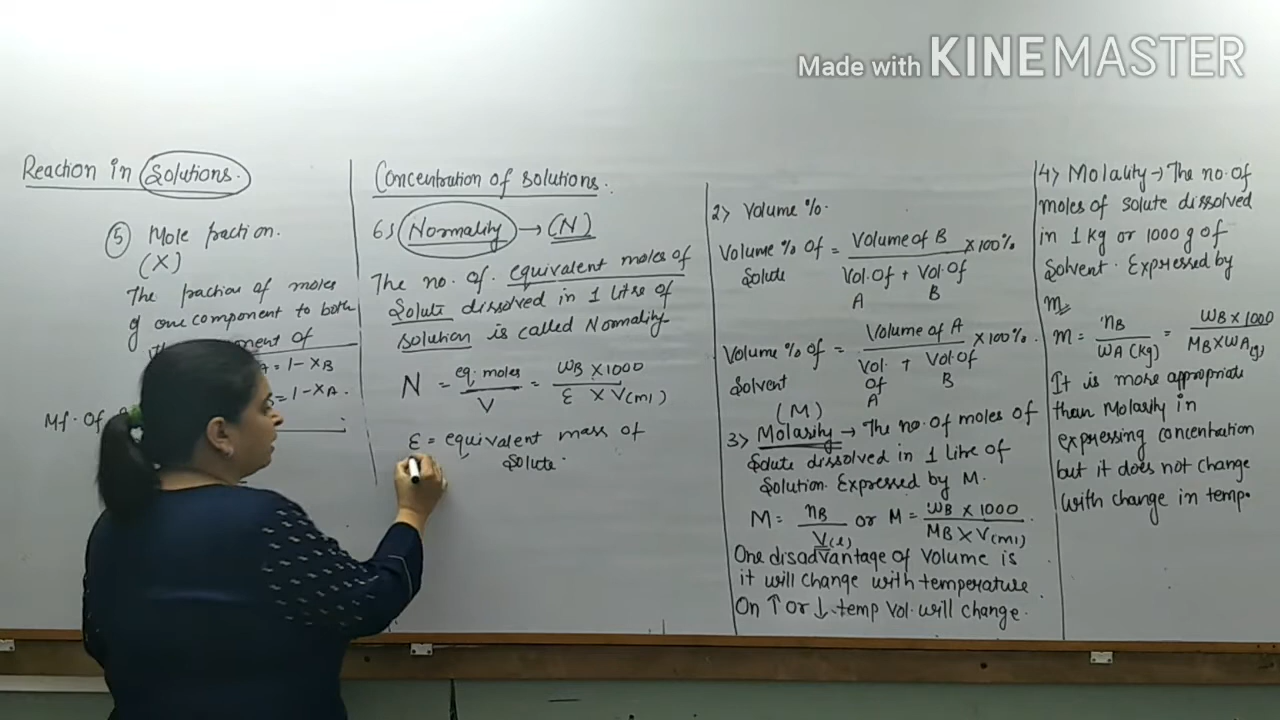 Made with KINEMASTER
Reaction in Solutions.
5 Mole fraction.
(X)
The fraction of moles
of one component to both
of
A = 1 - XB
= 1 - XA.
Mf. Of
Concentration of solutions.
6) Normality → (N)
The no. of equivalent moles of
Solute dissolved in 1 litre of
solution is called Normality
N = eq. moles / V = WB X 1000 / E X V(ml)
E = equivalent mass of
Solute.
2) Volume %.
Volume % Of Solute = Volume of B / Vol. Of A + Vol. Of B X 100%
Volume % Of Solvent = Volume of A / Vol. Of A + Vol. Of B X 100%.
(M)
3) Molarity → The no. of moles of
Solute dissolved in 1 Litre of
Solution. Expressed by M.
M = nB / V(l) or M = WB X 1000 / MB X V(ml)
One disadvantage of volume is
it will change with temperature.
On ↑ or ↓ temp Vol. will change.
4) Molality → The no. of
moles of solute dissolved
in 1 kg or 1000 g of
Solvent. Expressed by
m
m = nB / WA (kg) = WB X 1000 / MB X WA(g)
It is more appropriate
than Molarity in
expressing concentration
but it does not change
with change in temp.